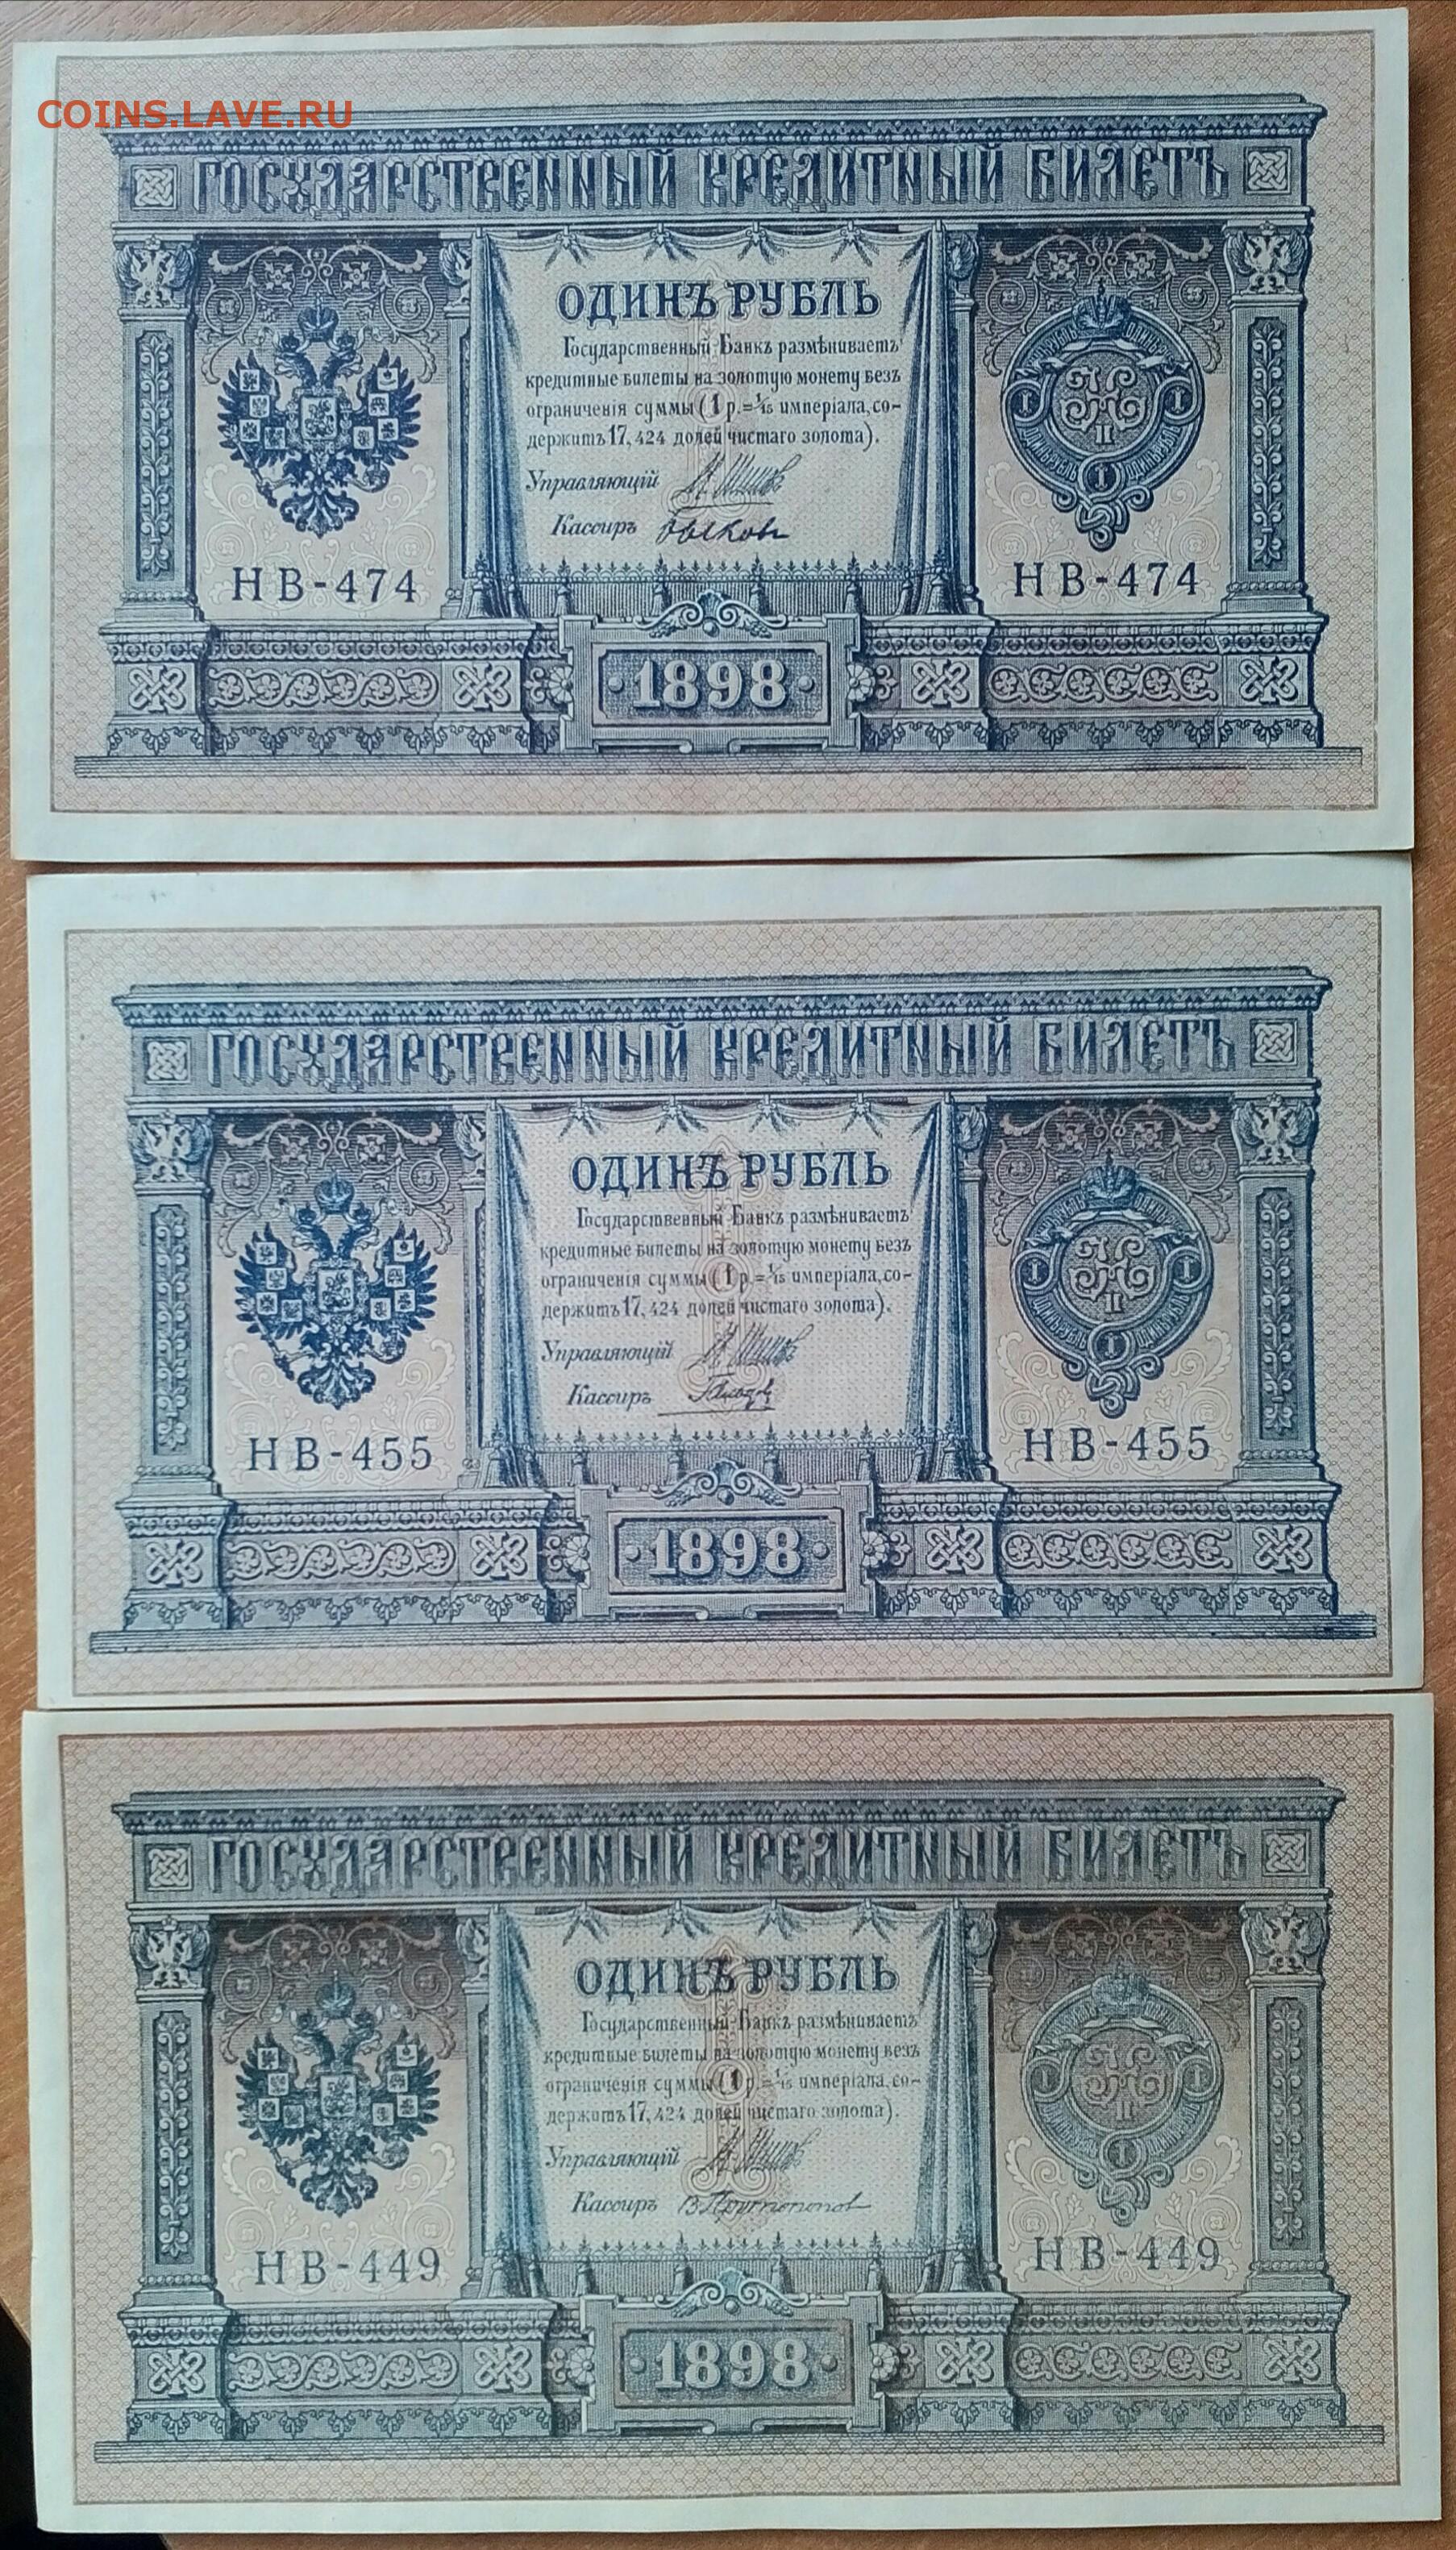 COINS.LAVE.RU
ГОСУДАРСТВЕННЫЙ КРЕДИТНЫЙ БИЛЕТЪ
ОДИНЪ РУБЛЬ
Государственный Банкъ размѣниваетъ
кредитные билеты на золотую монету безъ
ограниченія суммы (1 р.=1/15 имперіала, со-
держитъ 17,424 долей чистаго золота).
Управляющій
Кассиръ
НВ-474 НВ-474
1898
ГОСУДАРСТВЕННЫЙ КРЕДИТНЫЙ БИЛЕТЪ
ОДИНЪ РУБЛЬ
Государственный Банкъ размѣниваетъ
кредитные билеты на золотую монету безъ
ограниченія суммы (1 р.=1/15 имперіала, со-
держитъ 17,424 долей чистаго золота).
Управляющій
Кассиръ
НВ-455 НВ-455
1898
ГОСУДАРСТВЕННЫЙ КРЕДИТНЫЙ БИЛЕТЪ
ОДИНЪ РУБЛЬ
Государственный Банкъ размѣниваетъ
кредитные билеты на золотую монету безъ
ограниченія суммы (1 р.=1/15 имперіала, со-
держитъ 17,424 долей чистаго золота).
Управляющій
Кассиръ
НВ-449 НВ-449
1898